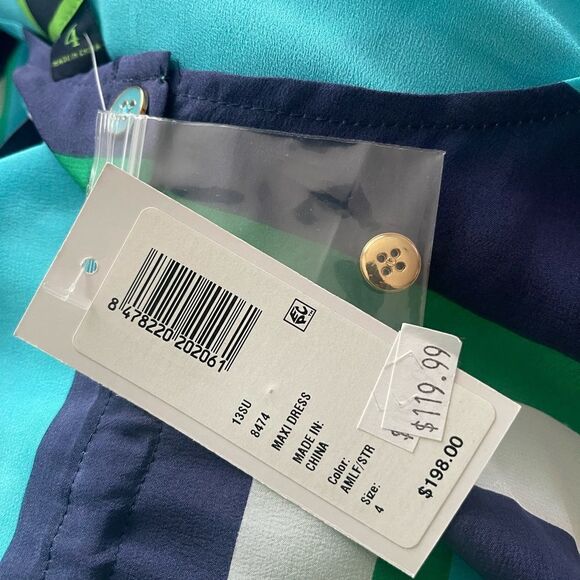 4
MADE IN CHINA
8 478220 202061
13SU
8474
MAXI DRESS
MADE IN:
CHINA
Color:
AMLF/STR
Size:
4
$198.00
$119.99
$